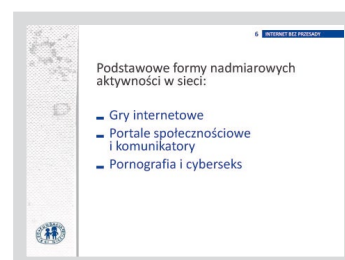 6 INTERNET BEZ PRZESADY
Podstawowe formy nadmiarowych
aktywności w sieci:
Gry internetowe
Portale społecznościowe
i komunikatory
Pornografia i cyberseks